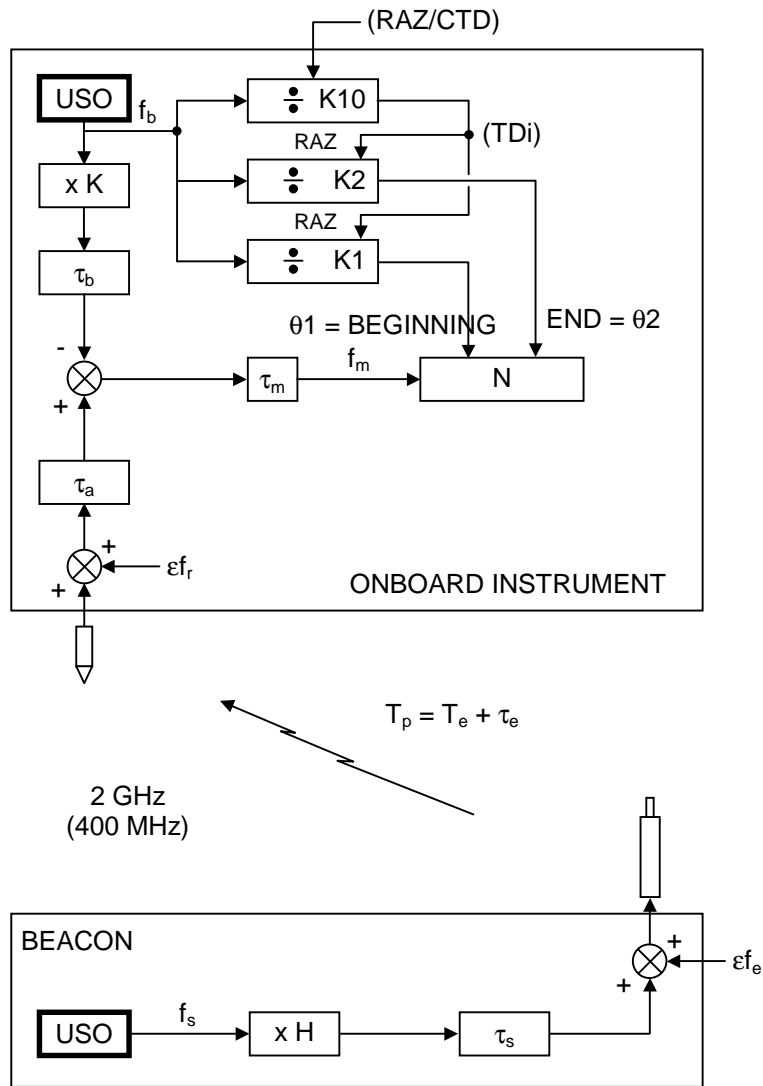 (RAZ/CTD)
USO
f_b
÷ K10
RAZ
(TDi)
x K
÷ K2
RAZ
÷ K1
τ_b
θ1 = BEGINNING
END = θ2
-
+
τ_m
f_m
N
τ_a
+
+
εf_r
ONBOARD INSTRUMENT
T_p = T_e + τ_e
2 GHz
(400 MHz)
BEACON
+
+
εf_e
USO
f_s
x H
τ_s